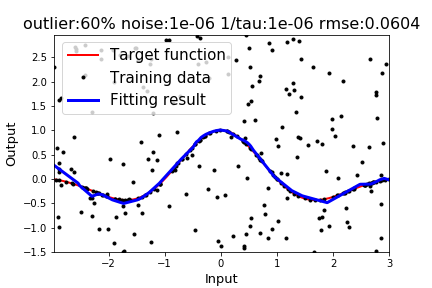 outlier:60% noise:1e-06 1/tau:1e-06 rmse:0.0604
Target function
Training data
Fitting result
2.5
2.0
1.5
1.0
0.5
0.0
−0.5
−1.0
−1.5
Output
−2 −1 0 1 2 3
Input